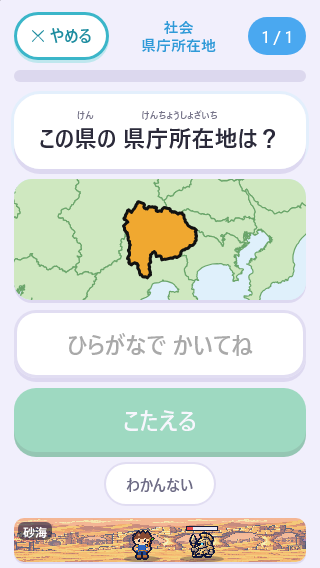 × やめる
社会
県庁所在地
1 / 1
けん けんちょうしょざいち
この県の 県庁所在地は？
ひらがなで かいてね
こたえる
わかんない
砂海